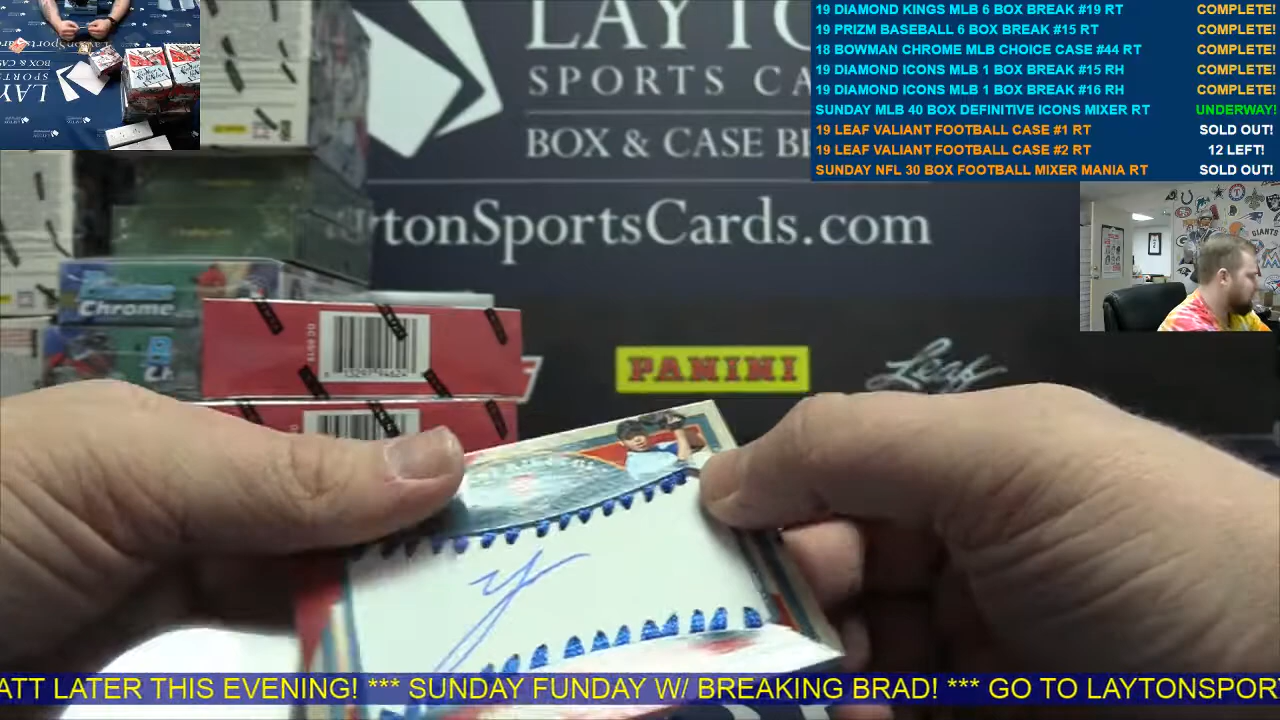 19 DIAMOND KINGS MLB 6 BOX BREAK #19 RT COMPLETE!
19 PRIZM BASEBALL 6 BOX BREAK #15 RT COMPLETE!
18 BOWMAN CHROME MLB CHOICE CASE #44 RT COMPLETE!
19 DIAMOND ICONS MLB 1 BOX BREAK #15 RH COMPLETE!
19 DIAMOND ICONS MLB 1 BOX BREAK #16 RH COMPLETE!
SUNDAY MLB 40 BOX DEFINITIVE ICONS MIXER RT UNDERWAY!
19 LEAF VALIANT FOOTBALL CASE #1 RT SOLD OUT!
19 LEAF VALIANT FOOTBALL CASE #2 RT 12 LEFT!
SUNDAY NFL 30 BOX FOOTBALL MIXER MANIA RT SOLD OUT!
LAYTO
SPORTS CA
BOX & CASE BR
ytonSportsCards.com
GIANTS
Chrome
PANINI
Leaf
ATT LATER THIS EVENING! *** SUNDAY FUNDAY W/ BREAKING BRAD! *** GO TO LAYTONSPORT